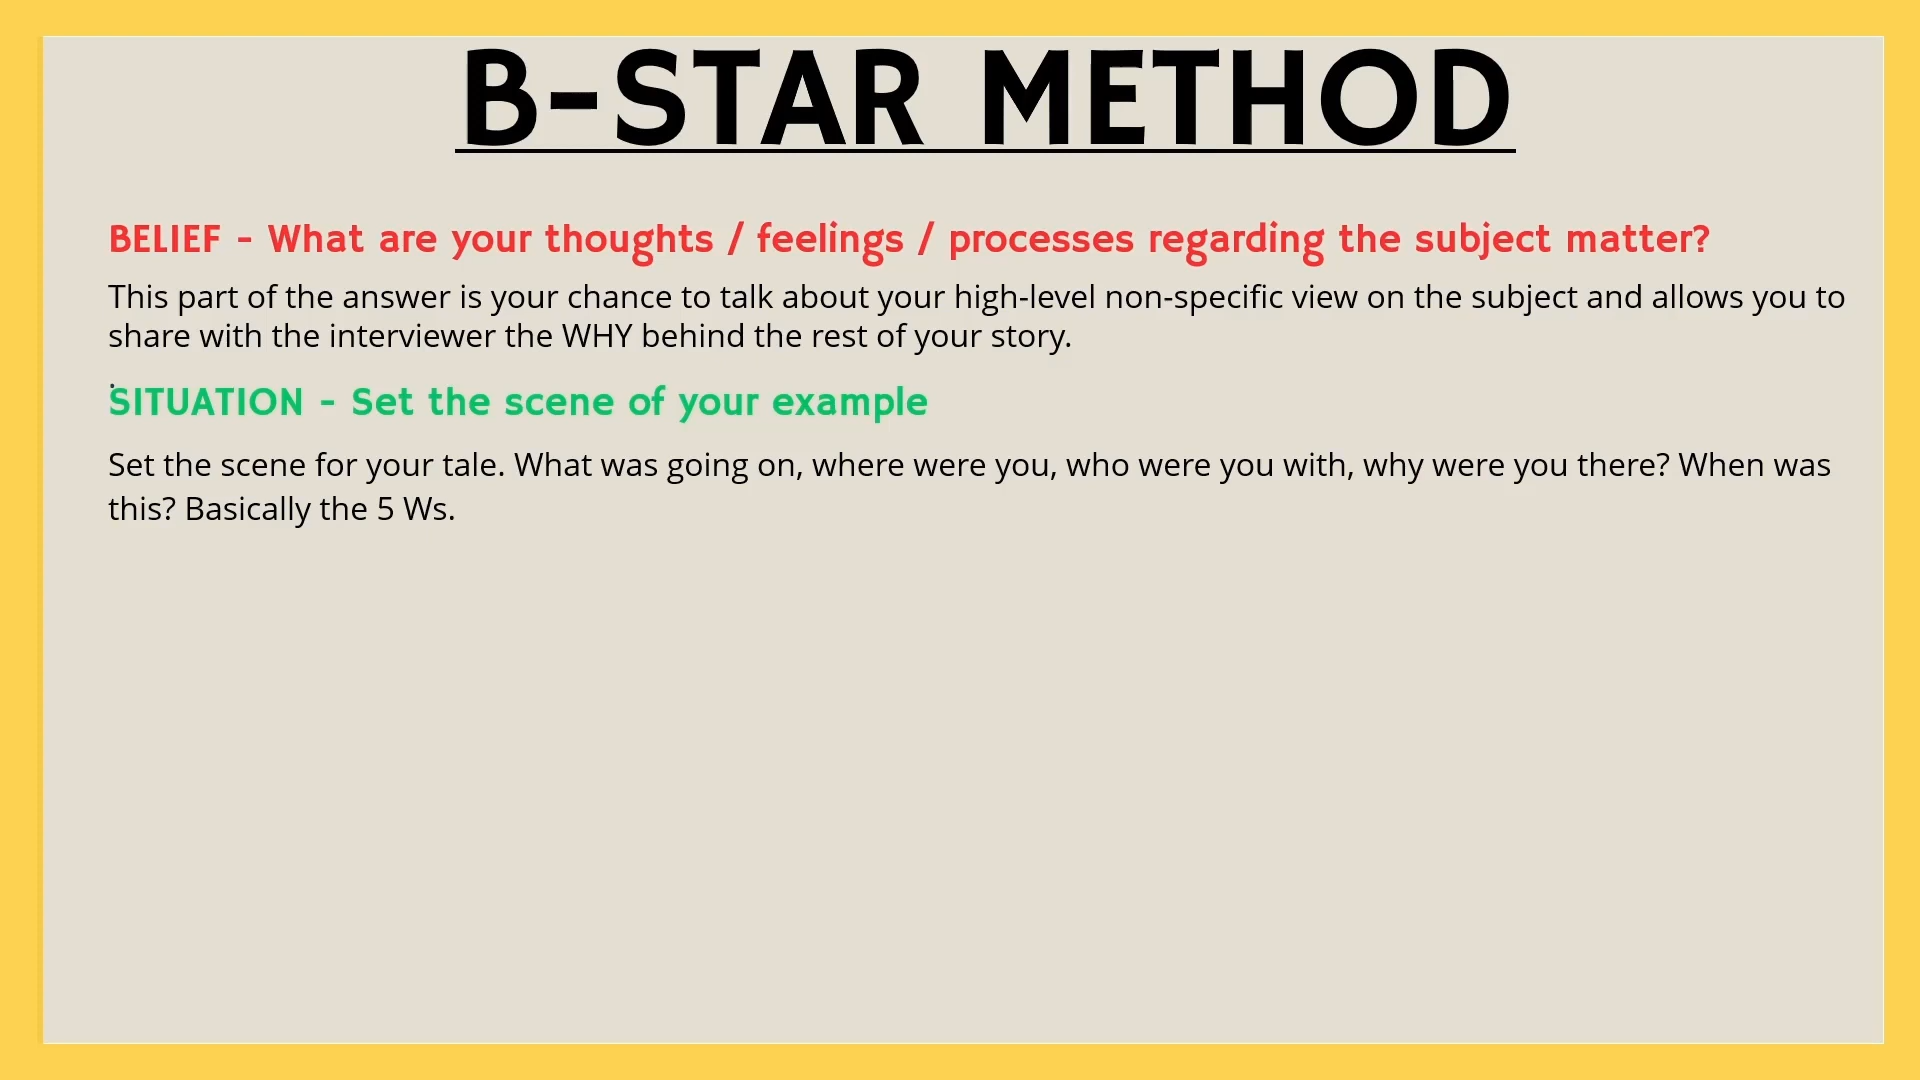 B-STAR METHOD
BELIEF - What are your thoughts / feelings / processes regarding the subject matter?
This part of the answer is your chance to talk about your high-level non-specific view on the subject and allows you to
share with the interviewer the WHY behind the rest of your story.
.
SITUATION - Set the scene of your example
Set the scene for your tale. What was going on, where were you, who were you with, why were you there? When was
this? Basically the 5 Ws.